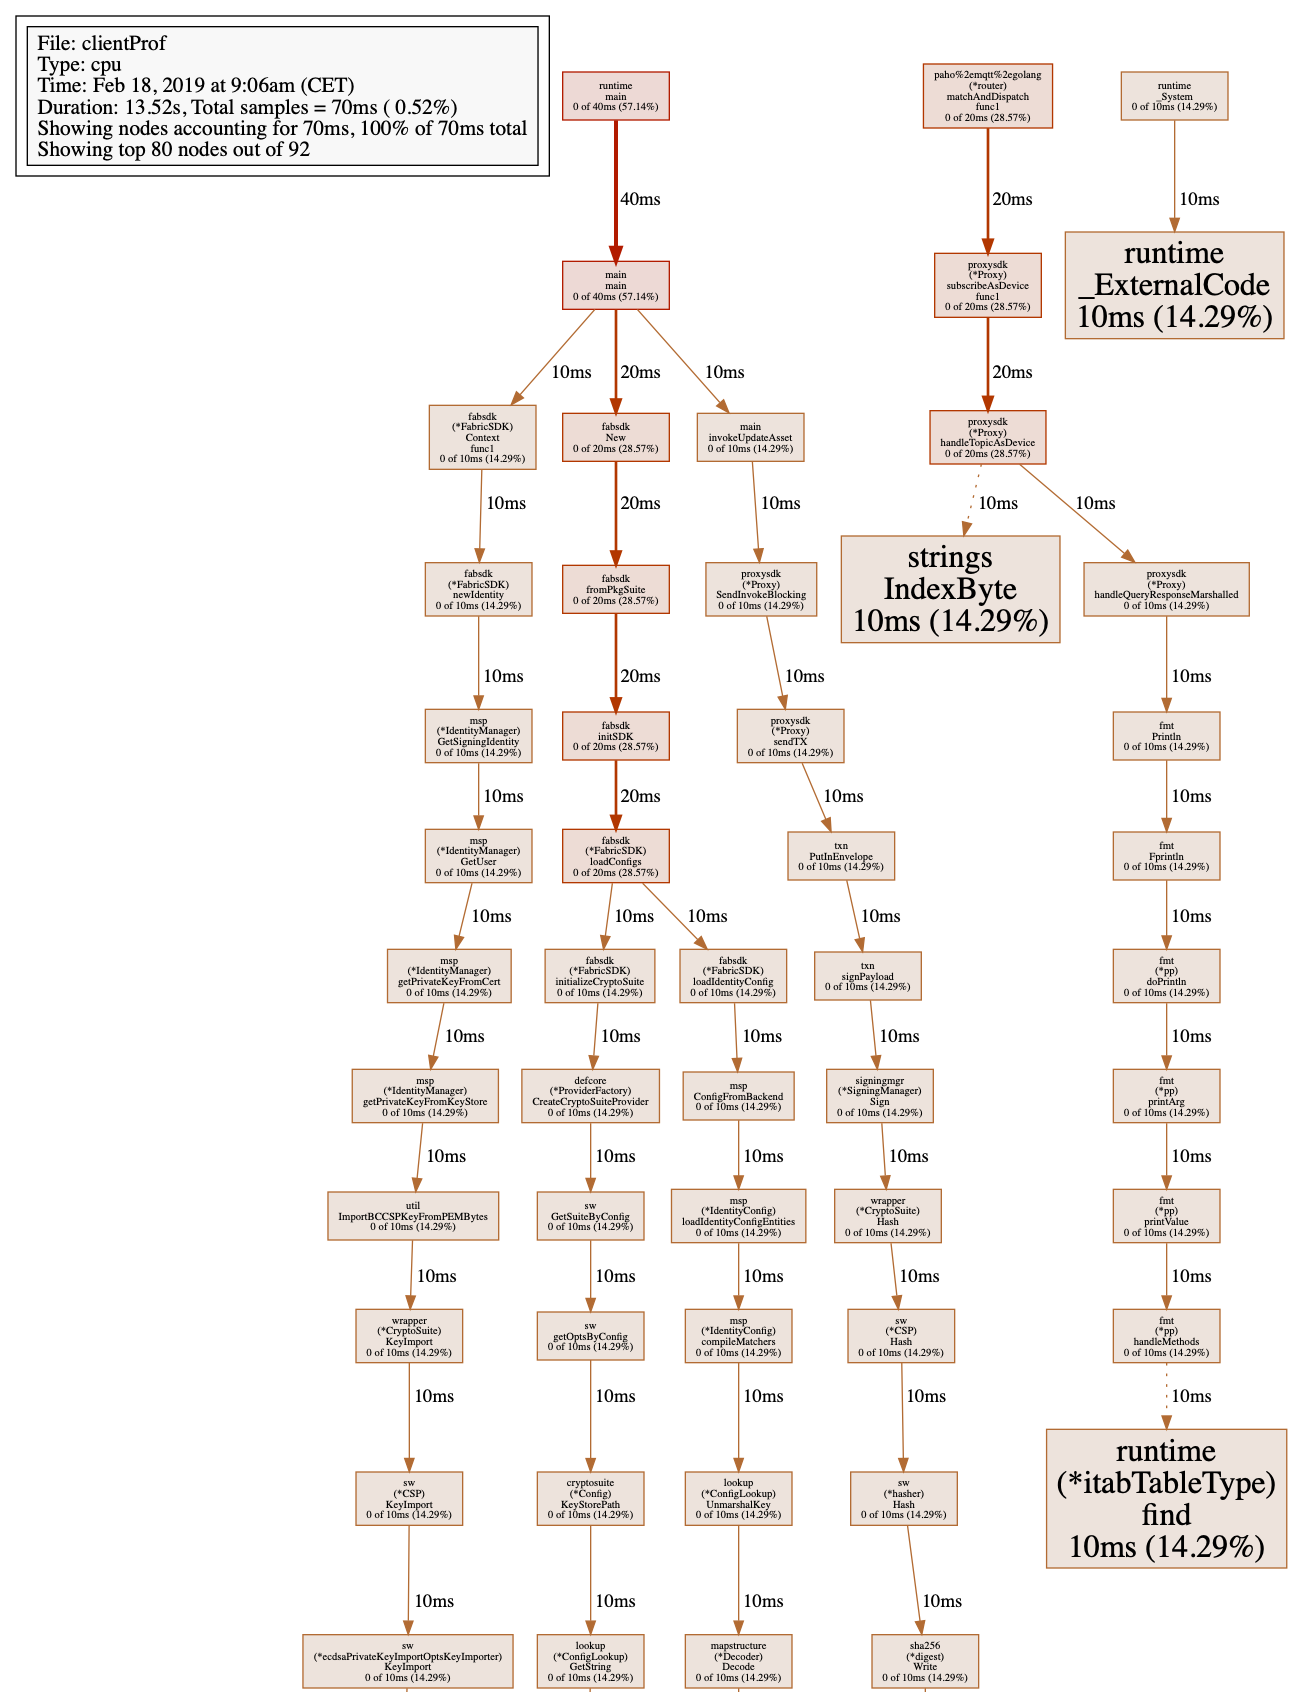 File: clientProf
Type: cpu
Time: Feb 18, 2019 at 9:06am (CET)
Duration: 13.52s, Total samples = 70ms ( 0.52%)
Showing nodes accounting for 70ms, 100% of 70ms total
Showing top 80 nodes out of 92
runtime
main
0 of 40ms (57.14%)
paho%2emqtt%2egolang
(*router)
matchAndDispatch
func1
0 of 20ms (28.57%)
runtime
_System
0 of 10ms (14.29%)
40ms
20ms
10ms
main
main
0 of 40ms (57.14%)
proxysdk
(*Proxy)
subscribeAsDevice
func1
0 of 20ms (28.57%)
runtime
_ExternalCode
10ms (14.29%)
10ms
20ms
10ms
20ms
fabsdk
(*FabricSDK)
Context
func1
0 of 10ms (14.29%)
fabsdk
New
0 of 20ms (28.57%)
main
invokeUpdateAsset
0 of 10ms (14.29%)
proxysdk
(*Proxy)
handleTopicAsDevice
0 of 20ms (28.57%)
10ms
20ms
10ms
10ms
10ms
fabsdk
(*FabricSDK)
newIdentity
0 of 10ms (14.29%)
fabsdk
fromPkgSuite
0 of 20ms (28.57%)
proxysdk
(*Proxy)
SendInvokeBlocking
0 of 10ms (14.29%)
strings
IndexByte
10ms (14.29%)
proxysdk
(*Proxy)
handleQueryResponseMarshalled
0 of 10ms (14.29%)
10ms
20ms
10ms
10ms
msp
(*IdentityManager)
GetSigningIdentity
0 of 10ms (14.29%)
fabsdk
initSDK
0 of 20ms (28.57%)
proxysdk
(*Proxy)
sendTX
0 of 10ms (14.29%)
fmt
Println
0 of 10ms (14.29%)
10ms
20ms
10ms
10ms
msp
(*IdentityManager)
GetUser
0 of 10ms (14.29%)
fabsdk
(*FabricSDK)
loadConfigs
0 of 20ms (28.57%)
txn
PutInEnvelope
0 of 10ms (14.29%)
fmt
Fprintln
0 of 10ms (14.29%)
10ms
10ms
10ms
10ms
10ms
msp
(*IdentityManager)
getPrivateKeyFromCert
0 of 10ms (14.29%)
fabsdk
(*FabricSDK)
initializeCryptoSuite
0 of 10ms (14.29%)
fabsdk
(*FabricSDK)
loadIdentityConfig
0 of 10ms (14.29%)
txn
signPayload
0 of 10ms (14.29%)
fmt
(*pp)
doPrintln
0 of 10ms (14.29%)
10ms
10ms
10ms
10ms
10ms
msp
(*IdentityManager)
getPrivateKeyFromKeyStore
0 of 10ms (14.29%)
defcore
(*ProviderFactory)
CreateCryptoSuiteProvider
0 of 10ms (14.29%)
msp
ConfigFromBackend
0 of 10ms (14.29%)
signingmgr
(*SigningManager)
Sign
0 of 10ms (14.29%)
fmt
(*pp)
printArg
0 of 10ms (14.29%)
10ms
10ms
10ms
10ms
10ms
util
ImportBCCSPKeyFromPEMBytes
0 of 10ms (14.29%)
sw
GetSuiteByConfig
0 of 10ms (14.29%)
msp
(*IdentityConfig)
loadIdentityConfigEntities
0 of 10ms (14.29%)
wrapper
(*CryptoSuite)
Hash
0 of 10ms (14.29%)
fmt
(*pp)
printValue
0 of 10ms (14.29%)
10ms
10ms
10ms
10ms
10ms
wrapper
(*CryptoSuite)
KeyImport
0 of 10ms (14.29%)
sw
getOptsByConfig
0 of 10ms (14.29%)
msp
(*IdentityConfig)
compileMatchers
0 of 10ms (14.29%)
sw
(*CSP)
Hash
0 of 10ms (14.29%)
fmt
(*pp)
handleMethods
0 of 10ms (14.29%)
10ms
10ms
10ms
10ms
10ms
sw
(*CSP)
KeyImport
0 of 10ms (14.29%)
cryptosuite
(*Config)
KeyStorePath
0 of 10ms (14.29%)
lookup
(*ConfigLookup)
UnmarshalKey
0 of 10ms (14.29%)
sw
(*hasher)
Hash
0 of 10ms (14.29%)
runtime
(*itabTableType)
find
10ms (14.29%)
10ms
10ms
10ms
10ms
sw
(*ecdsaPrivateKeyImportOptsKeyImporter)
KeyImport
0 of 10ms (14.29%)
lookup
(*ConfigLookup)
GetString
0 of 10ms (14.29%)
mapstructure
(*Decoder)
Decode
0 of 10ms (14.29%)
sha256
(*digest)
Write
0 of 10ms (14.29%)